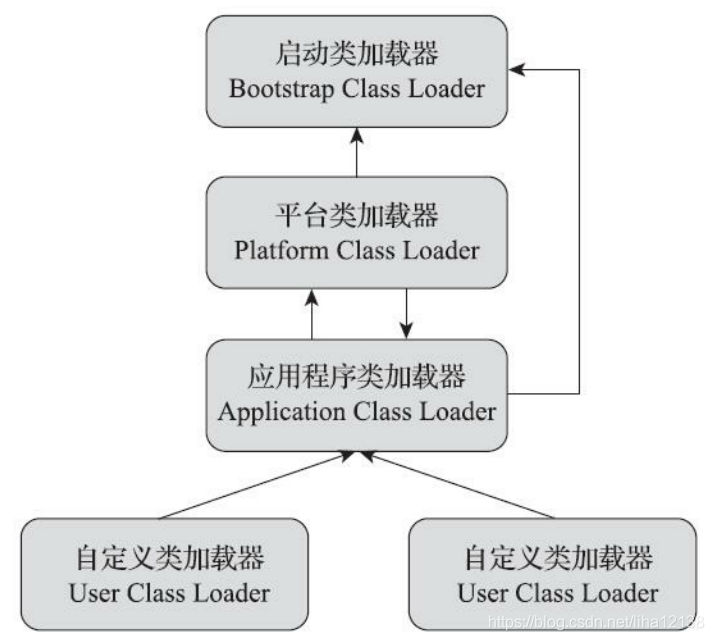 启动类加载器
Bootstrap Class Loader
平台类加载器
Platform Class Loader
应用程序类加载器
Application Class Loader
自定义类加载器
User Class Loader
自定义类加载器
User Class Loader
https://blog.csdn.net/liha12138